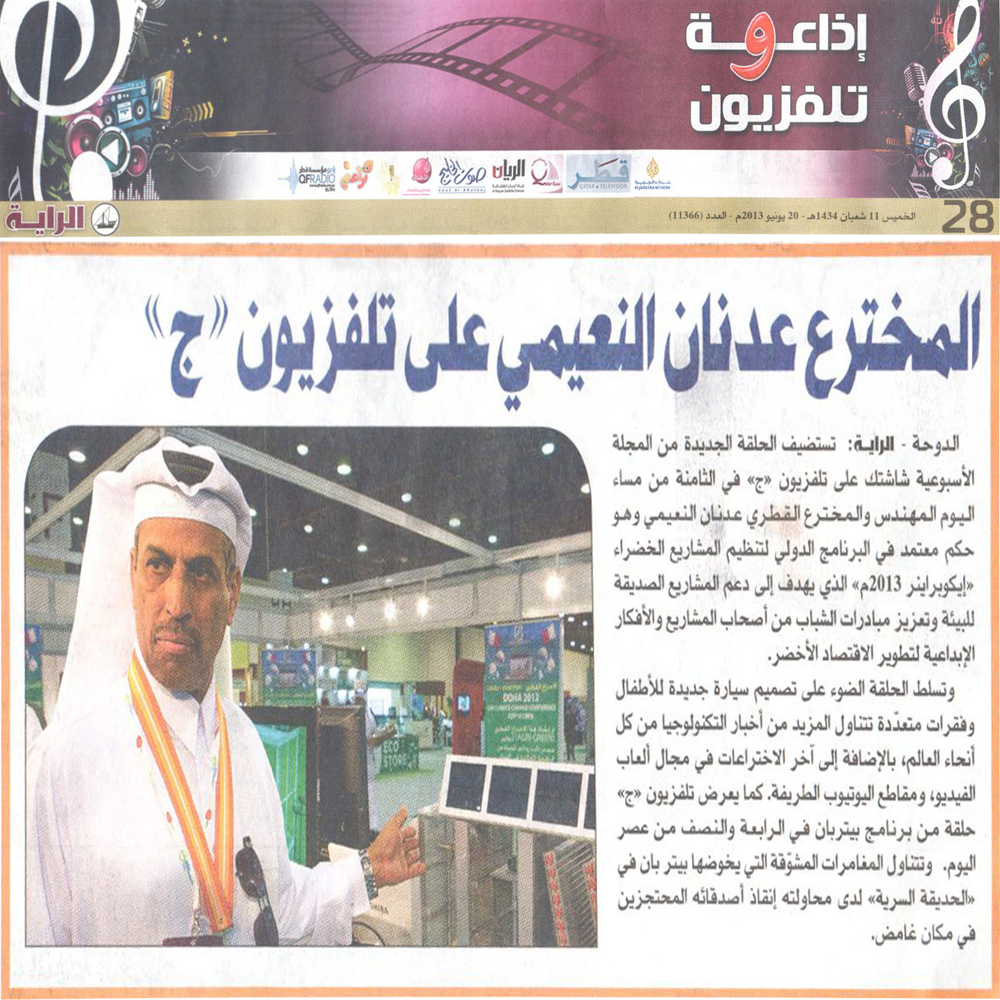 إذاعة
و
تلفزيون
الريان
صوت الخليج
قطر
QATAR TELEVISION
QF RADIO
28
الخميس 11 شعبان 1434هـ - 20 يونيو 2013م - العدد (11366)
الراية
المخترع عدنان النعيمي على تلفزيون «ج»
الدوحة - الراية: تستضيف الحلقة الجديدة من المجلة
الأسبوعية شاشتك على تلفزيون «ج» في الثامنة من مساء
اليوم المهندس والمخترع القطري عدنان النعيمي وهو
حكم معتمد في البرنامج الدولي لتنظيم المشاريع الخضراء
«إيكوبراينر 2013م» الذي يهدف إلى دعم المشاريع الصديقة
للبيئة وتعزيز مبادرات الشباب من أصحاب المشاريع والأفكار
الإبداعية لتطوير الاقتصاد الأخضر.
وتسلط الحلقة الضوء على تصميم سيارة جديدة للأطفال
وفقرات متعدّدة تتناول المزيد من أخبار التكنولوجيا من كل
أنحاء العالم، بالإضافة إلى آخر الاختراعات في مجال ألعاب
الفيديو، ومقاطع اليوتيوب الطريفة. كما يعرض تلفزيون «ج»
حلقة من برنامج بيتربان في الرابعة والنصف من عصر
اليوم. وتتناول المغامرات المشوّقة التي يخوضها بيتر بان في
«الحديقة السرية» لدى محاولته إنقاذ أصدقائه المحتجزين
في مكان غامض.
DOHA 2012
ECO
STORE